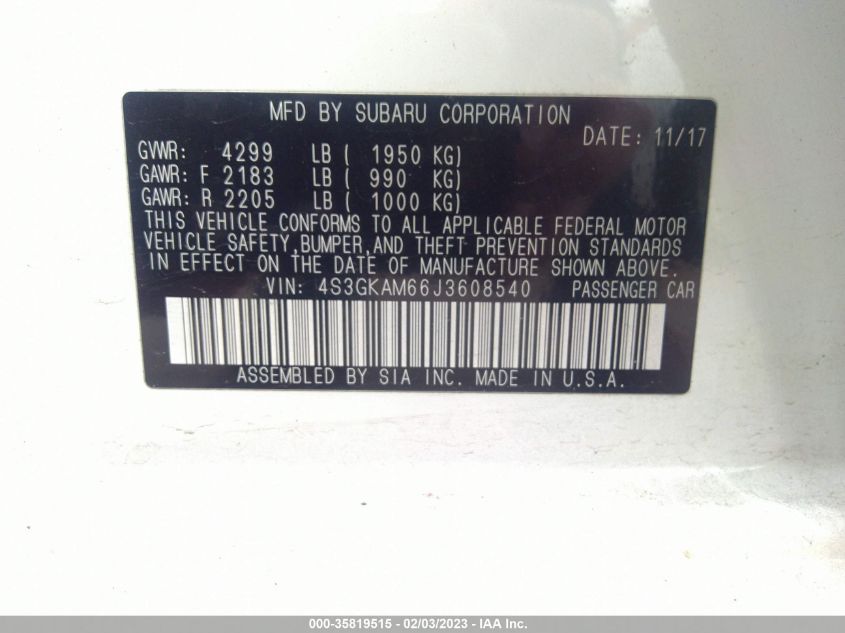 MFD BY SUBARU CORPORATION
DATE: 11/17
GVWR: 4299 LB ( 1950 KG)
GAWR: F 2183 LB ( 990 KG)
GAWR: R 2205 LB ( 1000 KG)
THIS VEHICLE CONFORMS TO ALL APPLICABLE FEDERAL MOTOR
VEHICLE SAFETY,BUMPER,AND THEFT PREVENTION STANDARDS
IN EFFECT ON THE DATE OF MANUFACTURE SHOWN ABOVE.
VIN: 4S3GKAM66J3608540 PASSENGER CAR
ASSEMBLED BY SIA INC. MADE IN U.S.A.
000-35819515 - 02/03/2023 - IAA Inc.